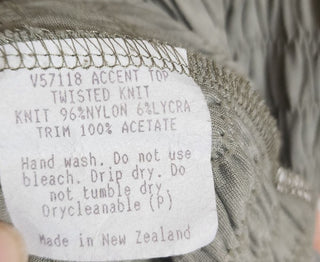 V57118 ACCENT TOP
TWISTED KNIT
KNIT 96%NYLON 6%LYCRA
TRIM 100% ACETATE
Hand wash. Do not use
bleach. Drip dry. Do
not tumble dry.
Drycleanable (P)
Made in New Zealand